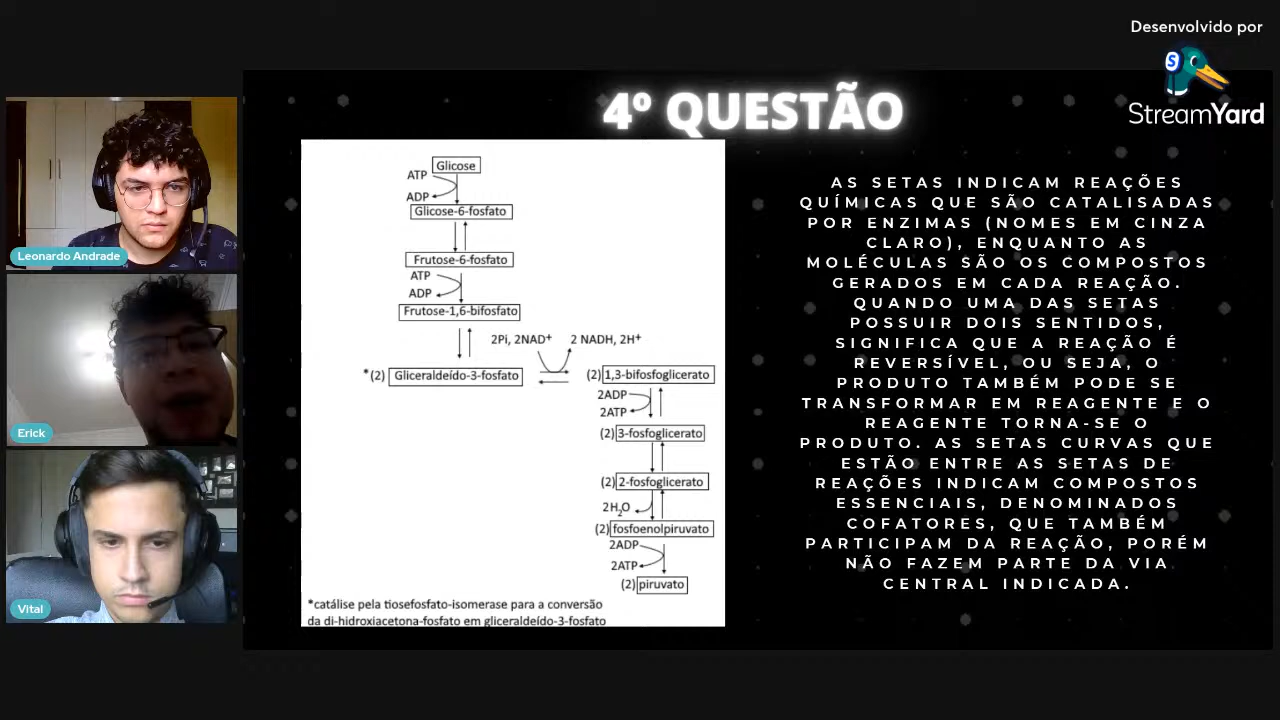 Desenvolvido por
StreamYard
4º QUESTÃO
Leonardo Andrade
Erick
Vital
Glicose
ATP
ADP
Glicose-6-fosfato
Frutose-6-fosfato
ATP
ADP
Frutose-1,6-bifosfato
2Pi, 2NAD+ 2 NADH, 2H+
*(2) Gliceraldeído-3-fosfato
(2) 1,3-bifosfoglicerato
2ADP
2ATP
(2) 3-fosfoglicerato
(2) 2-fosfoglicerato
2H2O
(2) fosfoenolpiruvato
2ADP
2ATP
(2) piruvato
*catálise pela tiosefosfato-isomerase para a conversão
da di-hidroxiacetona-fosfato em gliceraldeído-3-fosfato
AS SETAS INDICAM REAÇÕES
QUÍMICAS QUE SÃO CATALISADAS
POR ENZIMAS (NOMES EM CINZA
CLARO), ENQUANTO AS
MOLÉCULAS SÃO OS COMPOSTOS
GERADOS EM CADA REAÇÃO.
QUANDO UMA DAS SETAS
POSSUIR DOIS SENTIDOS,
SIGNIFICA QUE A REAÇÃO É
REVERSÍVEL, OU SEJA, O
PRODUTO TAMBÉM PODE SE
TRANSFORMAR EM REAGENTE E O
REAGENTE TORNA-SE O
PRODUTO. AS SETAS CURVAS QUE
ESTÃO ENTRE AS SETAS DE
REAÇÕES INDICAM COMPOSTOS
ESSENCIAIS, DENOMINADOS
COFATORES, QUE TAMBÉM
PARTICIPAM DA REAÇÃO, PORÉM
NÃO FAZEM PARTE DA VIA
CENTRAL INDICADA.